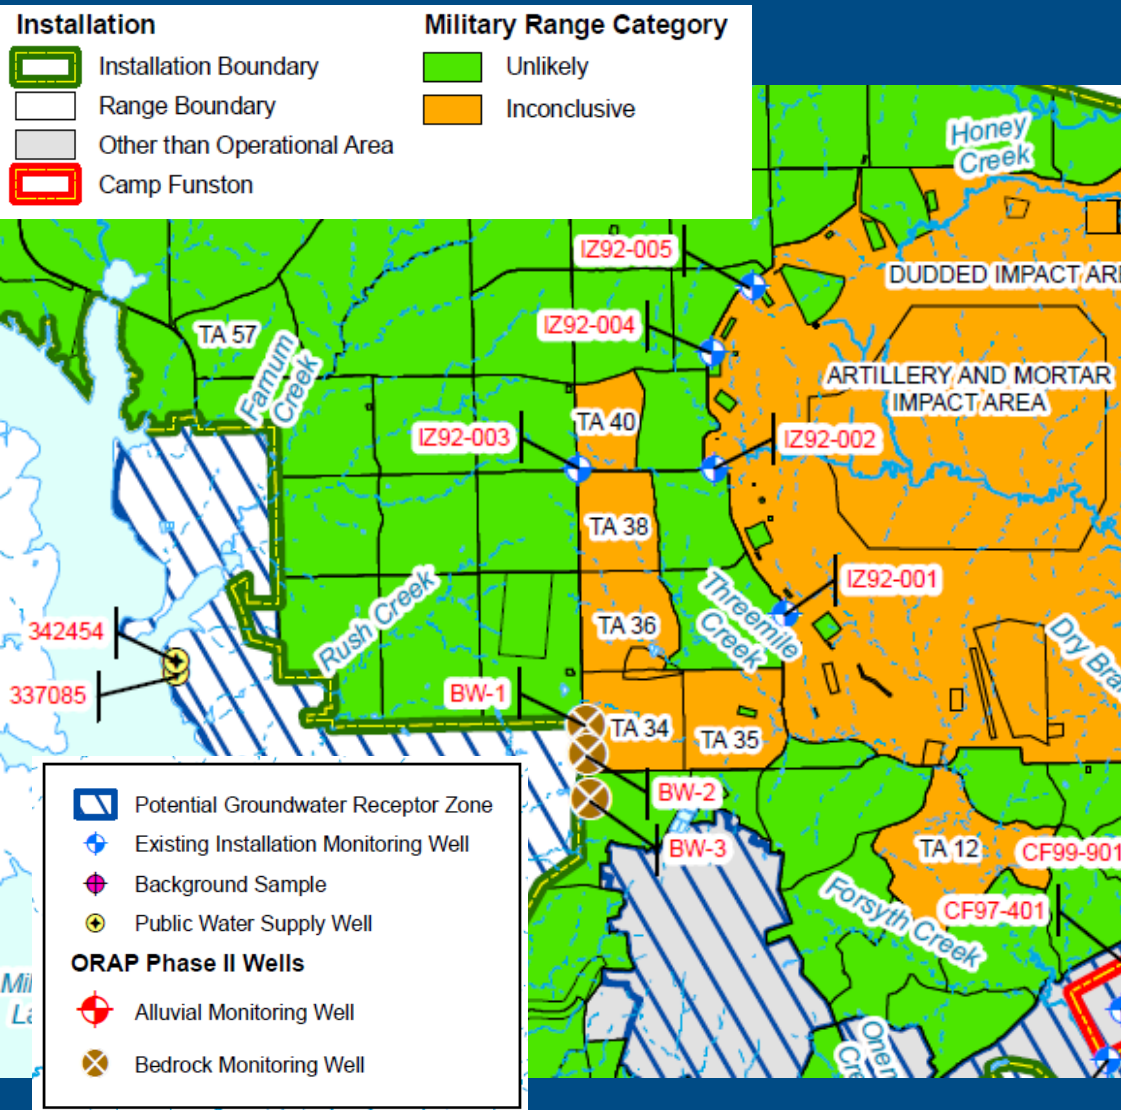 Installation
Installation Boundary
Range Boundary
Other than Operational Area
Camp Funston
Military Range Category
Unlikely
Inconclusive
Honey
Creek
IZ92-005
DUDDED IMPACT ARE
IZ92-004
TA 57
Farnum
Creek
ARTILLERY AND MORTAR
IMPACT AREA
TA 40
IZ92-003
IZ92-002
TA 38
IZ92-001
Threemile
Creek
Rush Creek
TA 36
342454
Dry Bra
337085
BW-1
TA 34
TA 35
BW-2
BW-3
TA 12
CF99-901
Forsyth Creek
CF97-401
Mil
La
Onen
Cre
Potential Groundwater Receptor Zone
Existing Installation Monitoring Well
Background Sample
Public Water Supply Well
ORAP Phase II Wells
Alluvial Monitoring Well
Bedrock Monitoring Well